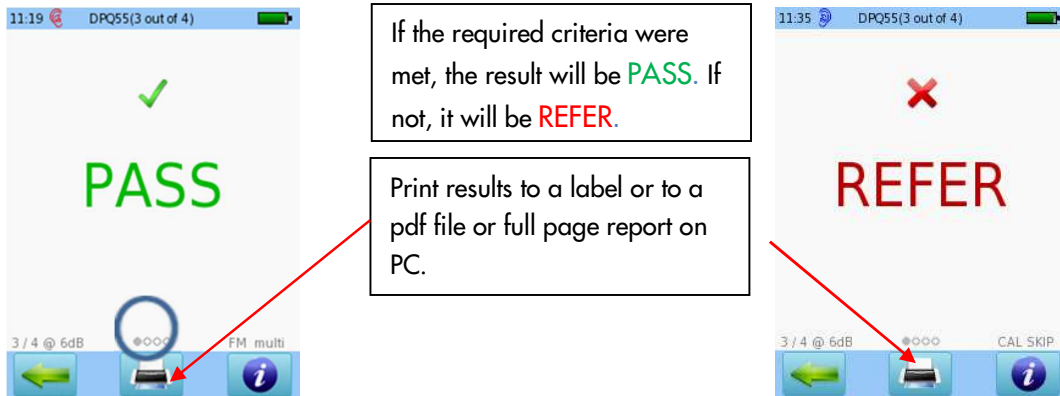 11:19 DPQ55(3 out of 4)
PASS
3 / 4 @ 6dB FM multi
If the required criteria were
met, the result will be PASS. If
not, it will be REFER.
Print results to a label or to a
pdf file or full page report on
PC.
11:35 DPQ55(3 out of 4)
REFER
3 / 4 @ 6dB CAL SKIP